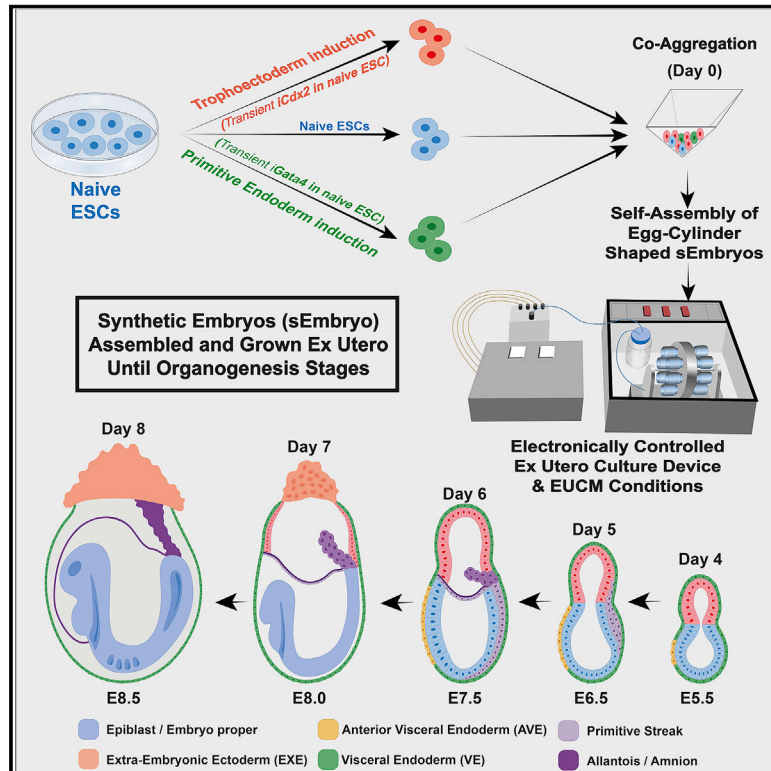 Trophoectoderm induction
(Transient iCdx2 in naive ESC)
Naive ESCs
(Transient iGata4 in naive ESC)
Primitive Endoderm induction
Naive
ESCs
Co-Aggregation
(Day 0)
Self-Assembly of
Egg-Cylinder
Shaped sEmbryos
Synthetic Embryos (sEmbryo)
Assembled and Grown Ex Utero
Until Organogenesis Stages
Electronically Controlled
Ex Utero Culture Device
& EUCM Conditions
Day 8
Day 7
Day 6
Day 5
Day 4
E8.5
E8.0
E7.5
E6.5
E5.5
Epiblast / Embryo proper
Anterior Visceral Endoderm (AVE)
Primitive Streak
Extra-Embryonic Ectoderm (EXE)
Visceral Endoderm (VE)
Allantois / Amnion